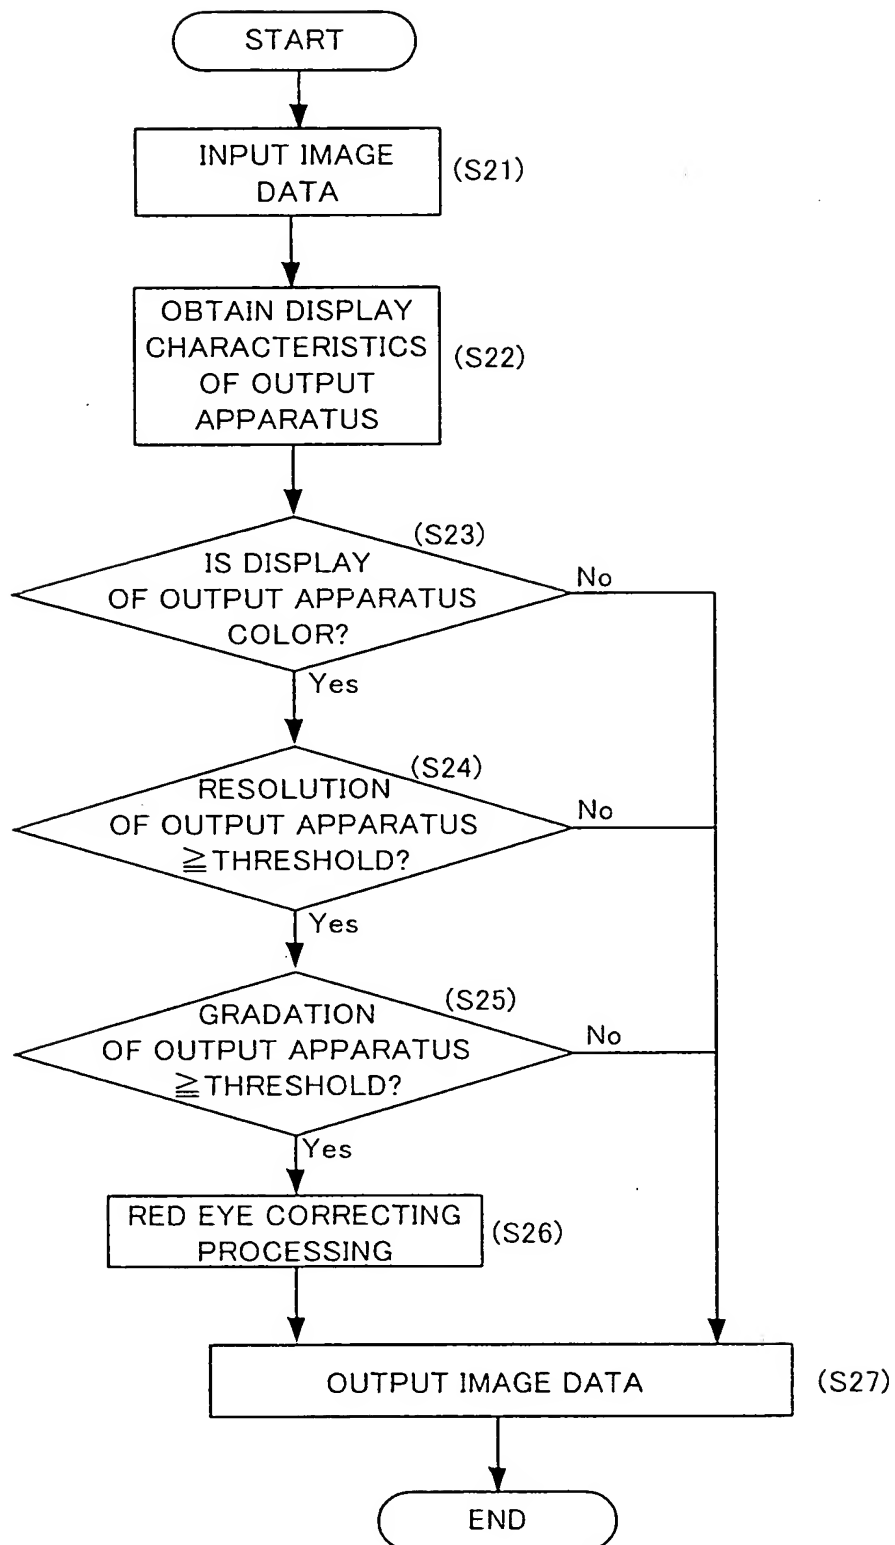 START
INPUT IMAGE
DATA
(S21)
OBTAIN DISPLAY
CHARACTERISTICS
OF OUTPUT
APPARATUS
(S22)
(S23)
IS DISPLAY
OF OUTPUT APPARATUS
COLOR?
No
Yes
(S24)
RESOLUTION
OF OUTPUT APPARATUS
≧THRESHOLD?
No
Yes
(S25)
GRADATION
OF OUTPUT APPARATUS
≧THRESHOLD?
No
Yes
RED EYE CORRECTING
PROCESSING
(S26)
OUTPUT IMAGE DATA
(S27)
END